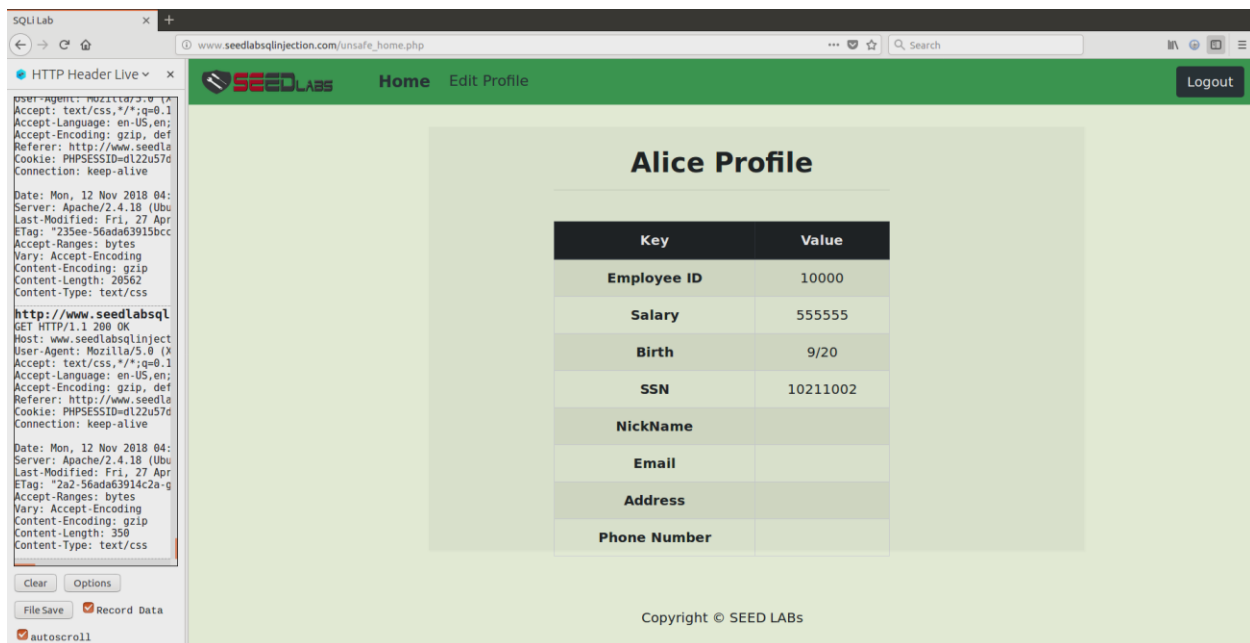 SQLi Lab
www.seedlabsqlinjection.com/unsafe_home.php
Search
HTTP Header Live
User-Agent: Mozilla/5.0 (X
Accept: text/css,*/*;q=0.1
Accept-Language: en-US,en;
Accept-Encoding: gzip, def
Referer: http://www.seedla
Cookie: PHPSESSID=dl22u57d
Connection: keep-alive
Date: Mon, 12 Nov 2018 04:
Server: Apache/2.4.18 (Ubu
Last-Modified: Fri, 27 Apr
ETag: "235ee-56ada63915bcc
Accept-Ranges: bytes
Vary: Accept-Encoding
Content-Encoding: gzip
Content-Length: 20562
Content-Type: text/css
http://www.seedlabsql
GET HTTP/1.1 200 OK
Host: www.seedlabsqlinject
User-Agent: Mozilla/5.0 (X
Accept: text/css,*/*;q=0.1
Accept-Language: en-US,en;
Accept-Encoding: gzip, def
Referer: http://www.seedla
Cookie: PHPSESSID=dl22u57d
Connection: keep-alive
Date: Mon, 12 Nov 2018 04:
Server: Apache/2.4.18 (Ubu
Last-Modified: Fri, 27 Apr
ETag: "2a2-56ada63914c2a-g
Accept-Ranges: bytes
Vary: Accept-Encoding
Content-Encoding: gzip
Content-Length: 350
Content-Type: text/css
Clear Options
File Save Record Data
autoscroll
SEEDLABS Home Edit Profile Logout
Alice Profile
Key Value
Employee ID 10000
Salary 555555
Birth 9/20
SSN 10211002
NickName
Email
Address
Phone Number
Copyright © SEED LABs